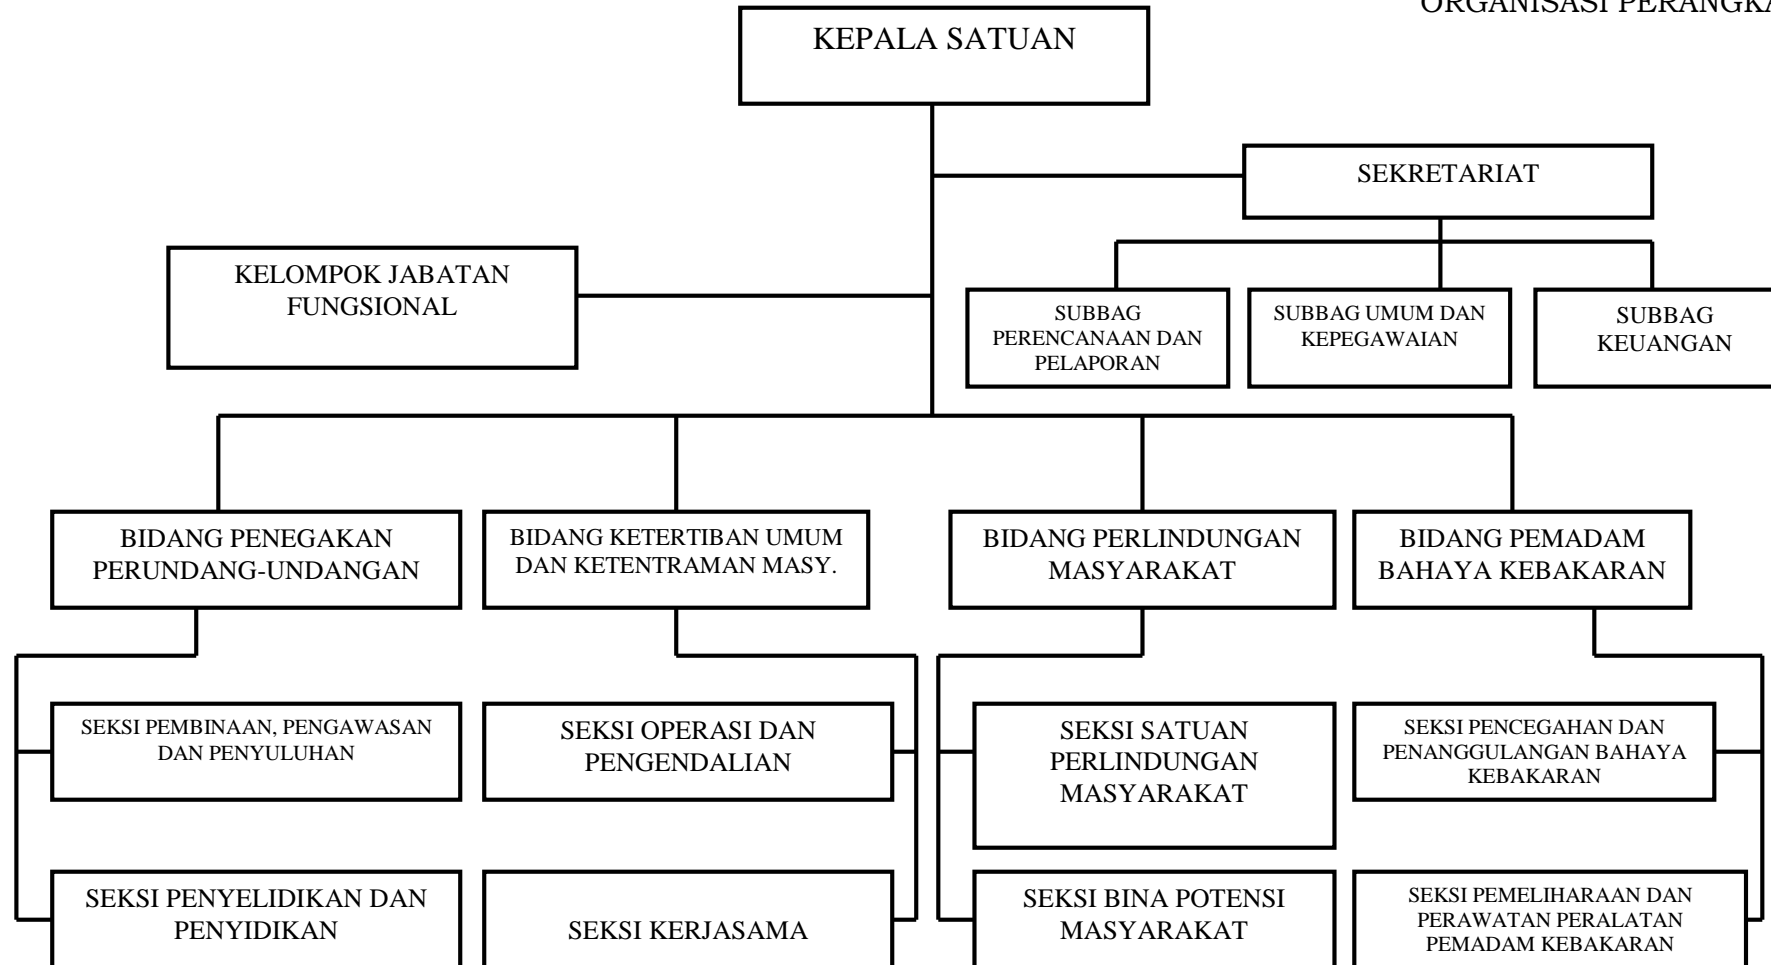 ORGANISASI PERANGKA
KEPALA SATUAN
SEKRETARIAT
KELOMPOK JABATAN
FUNGSIONAL
SUBBAG
PERENCANAAN DAN
PELAPORAN
SUBBAG UMUM DAN
KEPEGAWAIAN
SUBBAG
KEUANGAN
BIDANG PENEGAKAN
PERUNDANG-UNDANGAN
BIDANG KETERTIBAN UMUM
DAN KETENTRAMAN MASY.
BIDANG PERLINDUNGAN
MASYARAKAT
BIDANG PEMADAM
BAHAYA KEBAKARAN
SEKSI PEMBINAAN, PENGAWASAN
DAN PENYULUHAN
SEKSI OPERASI DAN
PENGENDALIAN
SEKSI SATUAN
PERLINDUNGAN
MASYARAKAT
SEKSI PENCEGAHAN DAN
PENANGGULANGAN BAHAYA
KEBAKARAN
SEKSI PENYELIDIKAN DAN
PENYIDIKAN
SEKSI KERJASAMA
SEKSI BINA POTENSI
MASYARAKAT
SEKSI PEMELIHARAAN DAN
PERAWATAN PERALATAN
PEMADAM KEBAKARAN